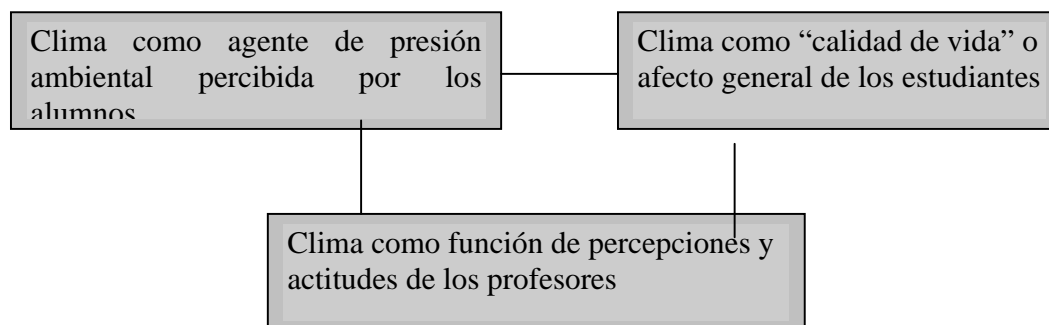 Clima como agente de presión
ambiental percibida por los
alumnos
Clima como “calidad de vida” o
afecto general de los estudiantes
Clima como función de percepciones y
actitudes de los profesores